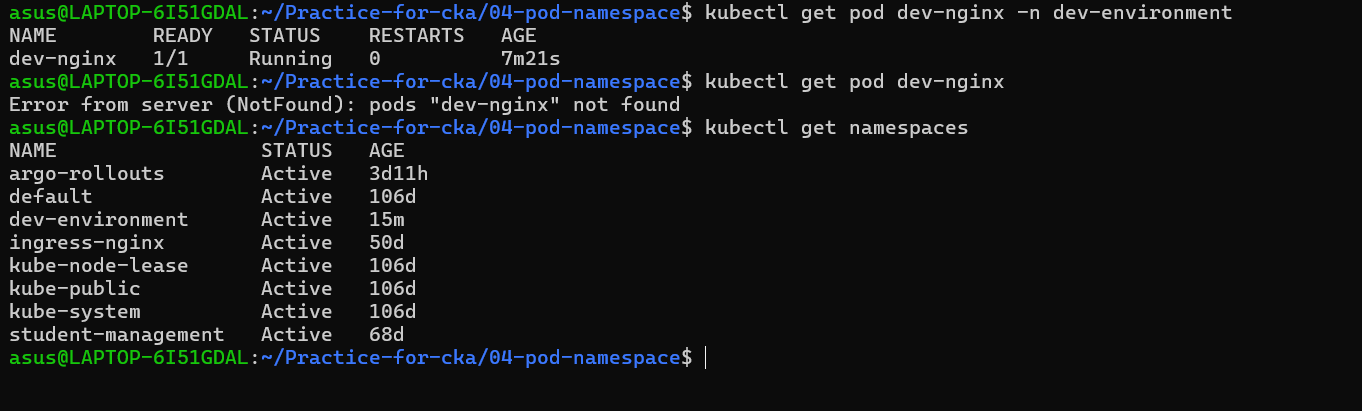 asus@LAPTOP-6I51GDAL:~/Practice-for-cka/04-pod-namespace$ kubectl get pod dev-nginx -n dev-environment
NAME        READY   STATUS    RESTARTS   AGE
dev-nginx   1/1     Running   0          7m21s
asus@LAPTOP-6I51GDAL:~/Practice-for-cka/04-pod-namespace$ kubectl get pod dev-nginx
Error from server (NotFound): pods "dev-nginx" not found
asus@LAPTOP-6I51GDAL:~/Practice-for-cka/04-pod-namespace$ kubectl get namespaces
NAME                 STATUS   AGE
argo-rollouts        Active   3d11h
default              Active   106d
dev-environment      Active   15m
ingress-nginx        Active   50d
kube-node-lease      Active   106d
kube-public          Active   106d
kube-system          Active   106d
student-management   Active   68d
asus@LAPTOP-6I51GDAL:~/Practice-for-cka/04-pod-namespace$